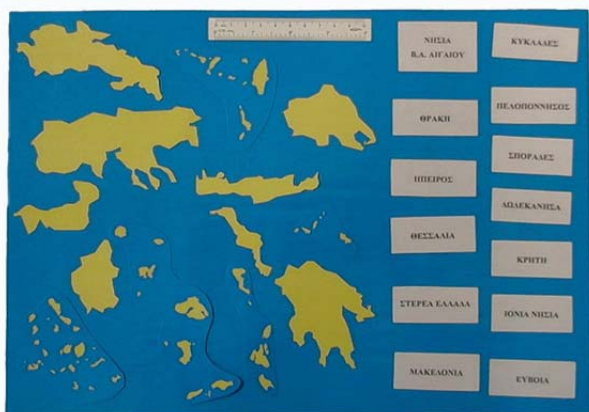 ΝΗΣΙΑ
Β.Α. ΑΙΓΑΙΟΥ
ΚΥΚΛΑΔΕΣ
ΘΡΑΚΗ
ΠΕΛΟΠΟΝΝΗΣΟΣ
ΗΠΕΙΡΟΣ
ΣΠΟΡΑΔΕΣ
ΘΕΣΣΑΛΙΑ
ΔΩΔΕΚΑΝΗΣΑ
ΚΡΗΤΗ
ΣΤΕΡΕΑ ΕΛΛΑΔΑ
ΙΟΝΙΑ ΝΗΣΙΑ
ΜΑΚΕΔΟΝΙΑ
ΕΥΒΟΙΑ